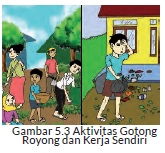 Gambar 5.3 Aktivitas Gotong
Royong dan Kerja Sendiri